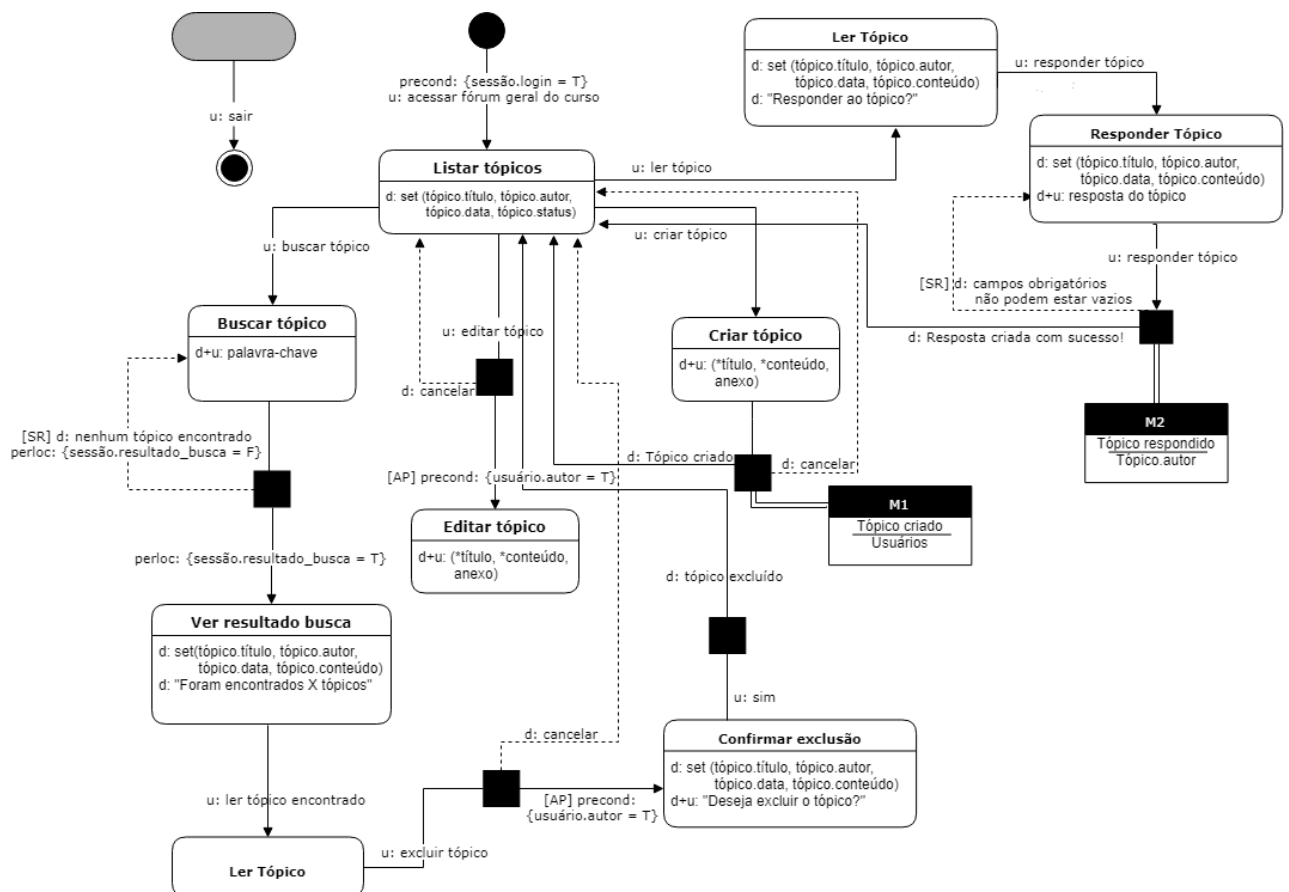 Ler Tópico
d: set (tópico.título, tópico.autor,
tópico.data, tópico.conteúdo)
d: "Responder ao tópico?"
u: responder tópico
precond: {sessão.login = T}
u: acessar fórum geral do curso
u: sair
Responder Tópico
d: set (tópico.título, tópico.autor,
tópico.data, tópico.conteúdo)
d+u: resposta do tópico
Listar tópicos
d: set (tópico.título, tópico.autor,
tópico.data, tópico.status)
u: ler tópico
u: criar tópico
u: buscar tópico
u: responder tópico
[SR] d: campos obrigatórios
não podem estar vazios
Buscar tópico
d+u: palavra-chave
u: editar tópico
Criar tópico
d+u: (*título, *conteúdo,
anexo)
d: Resposta criada com sucesso!
d: cancelar
M2
Tópico respondido
Tópico.autor
[SR] d: nenhum tópico encontrado
perloc: {sessão.resultado_busca = F}
d: Tópico criado
d: cancelar
[AP] precond: {usuário.autor = T}
M1
Tópico criado
Usuários
Editar tópico
d+u: (*título, *conteúdo,
anexo)
perloc: {sessão.resultado_busca = T}
d: tópico excluído
Ver resultado busca
d: set(tópico.título, tópico.autor,
tópico.data, tópico.conteúdo)
d: "Foram encontrados X tópicos"
u: sim
d: cancelar
Confirmar exclusão
d: set (tópico.título, tópico.autor,
tópico.data, tópico.conteúdo)
d+u: "Deseja excluir o tópico?"
u: ler tópico encontrado
[AP] precond:
{usuário.autor = T}
u: excluir tópico
Ler Tópico